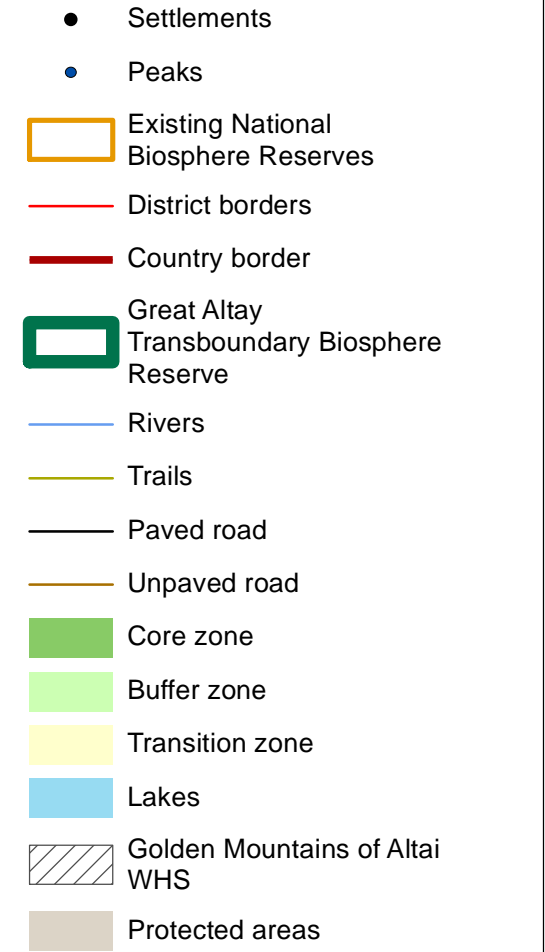 Settlements
Peaks
Existing National
Biosphere Reserves
District borders
Country border
Great Altay
Transboundary Biosphere
Reserve
Rivers
Trails
Paved road
Unpaved road
Core zone
Buffer zone
Transition zone
Lakes
Golden Mountains of Altai
WHS
Protected areas